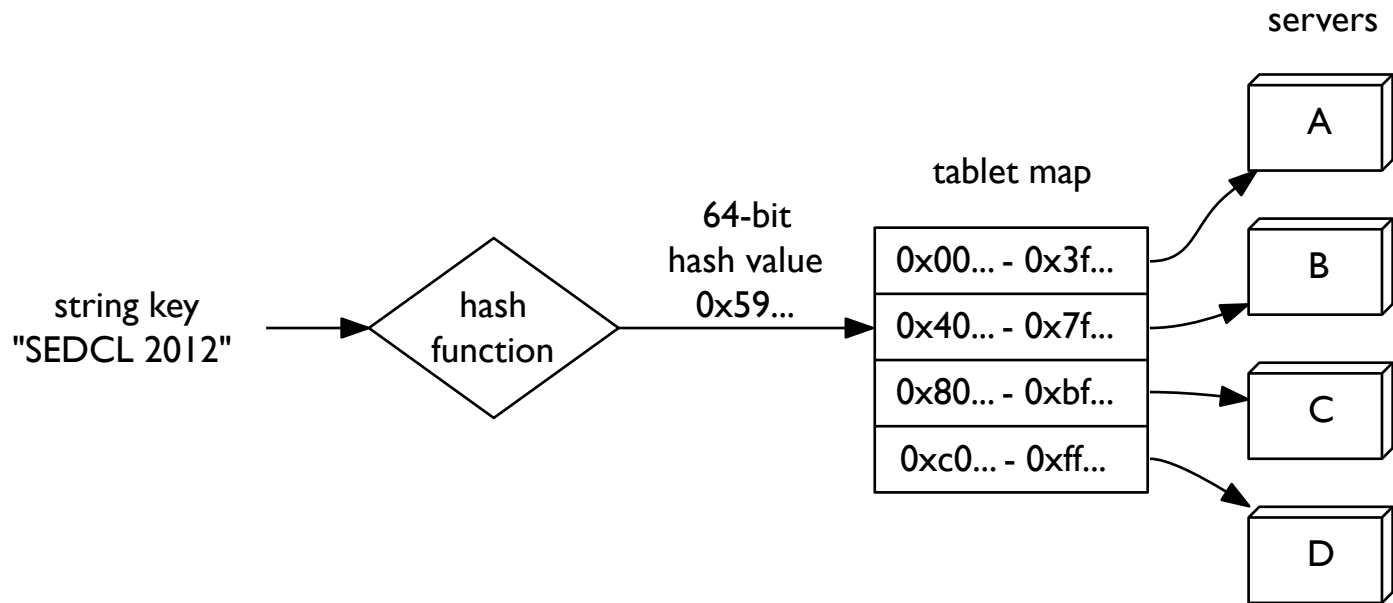 servers
A
tablet map
64-bit
hash value
0x59...
0x00... - 0x3f...
B
string key
"SEDCL 2012"
hash
function
0x40... - 0x7f...
0x80... - 0xbf...
C
0xc0... - 0xff...
D